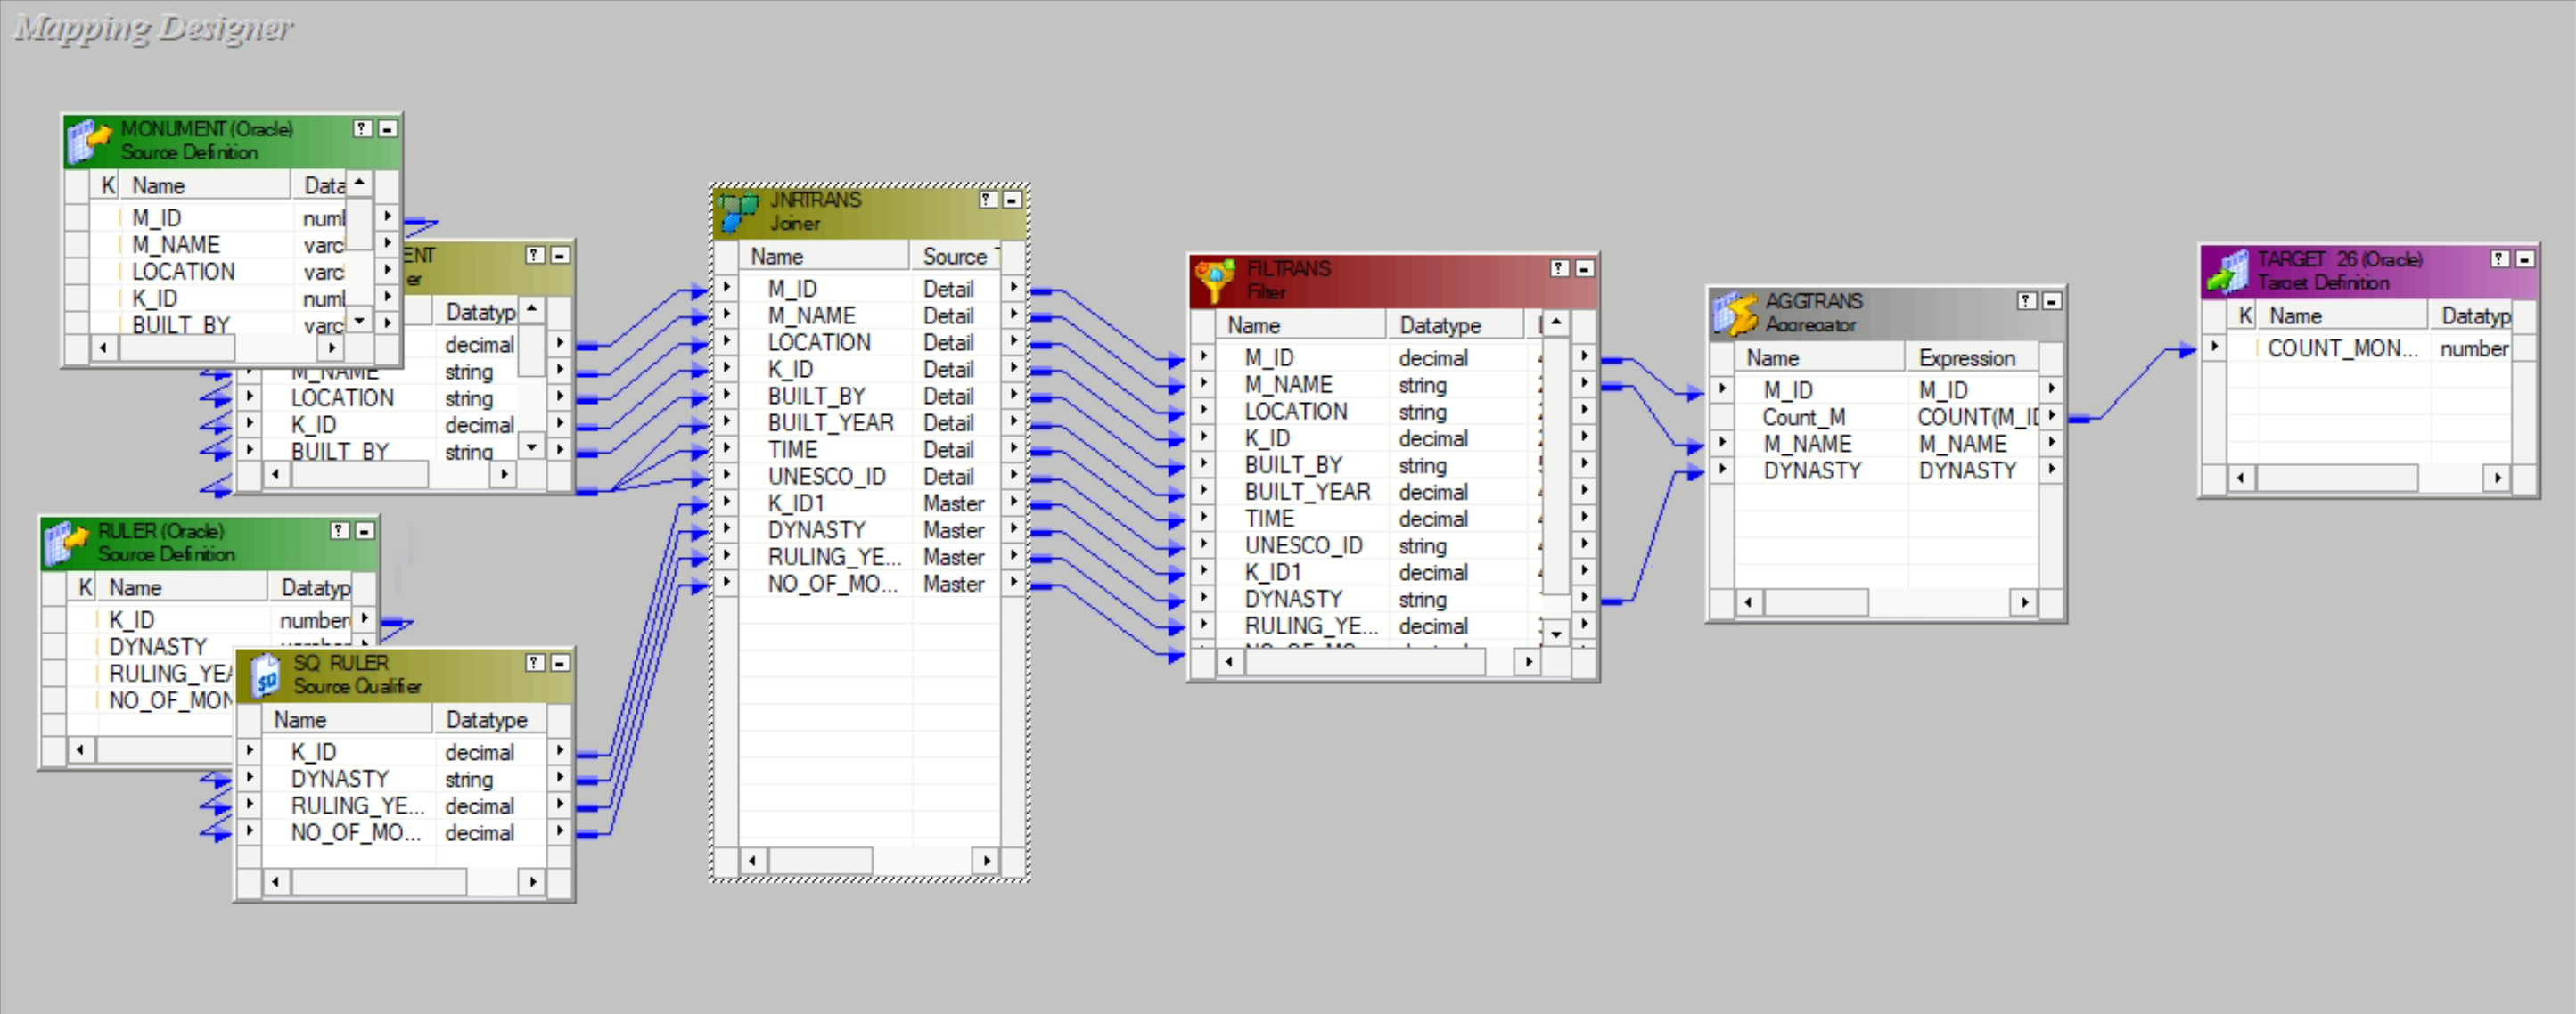 Mapping Designer
MONUMENT (Oracle)
Source Definition
K Name Data
M_ID numb
M_NAME varc
LOCATION varc
K_ID numb
BUILT_BY varc
ENT
er
Datatyp
decimal
M_NAME string
LOCATION string
K_ID decimal
BUILT_BY string
RULER (Oracle)
Source Definition
K Name Datatyp
K_ID number
DYNASTY
RULING_YEA
NO_OF_MON
SQ_RULER
Source Qualifier
Name Datatype
K_ID decimal
DYNASTY string
RULING_YE... decimal
NO_OF_MO... decimal
JNRTRANS
Joiner
Name Source
M_ID Detail
M_NAME Detail
LOCATION Detail
K_ID Detail
BUILT_BY Detail
BUILT_YEAR Detail
TIME Detail
UNESCO_ID Detail
K_ID1 Master
DYNASTY Master
RULING_YE... Master
NO_OF_MO... Master
FILTRANS
Filter
Name Datatype
M_ID decimal
M_NAME string
LOCATION string
K_ID decimal
BUILT_BY string
BUILT_YEAR decimal
TIME decimal
UNESCO_ID string
K_ID1 decimal
DYNASTY string
RULING_YE... decimal
AGGTRANS
Aggregator
Name Expression
M_ID M_ID
Count_M COUNT(M_ID
M_NAME M_NAME
DYNASTY DYNASTY
TARGET_26 (Oracle)
Target Definition
K Name Datatyp
COUNT_MON... number